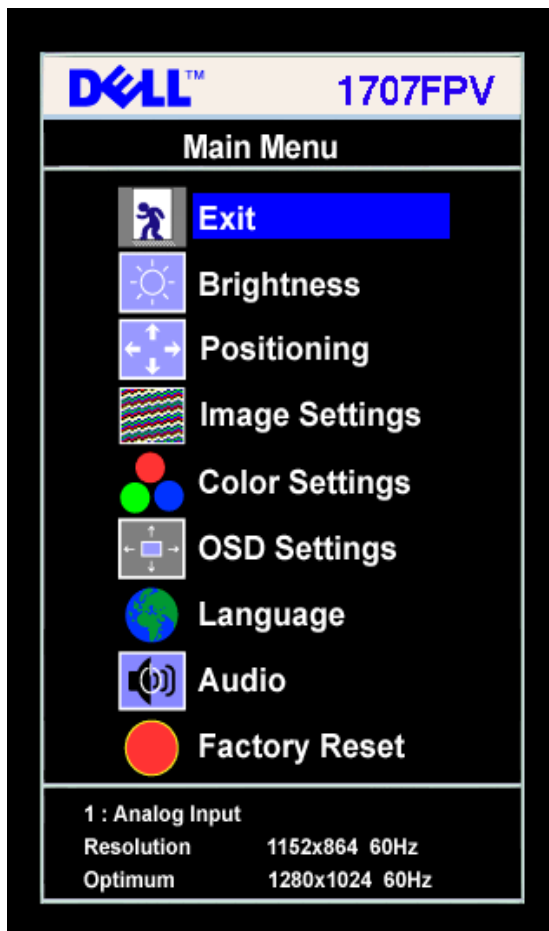 DELL™ 1707FPV
Main Menu
Exit
Brightness
Positioning
Image Settings
Color Settings
OSD Settings
Language
Audio
Factory Reset
1 : Analog Input
Resolution 1152x864 60Hz
Optimum 1280x1024 60Hz